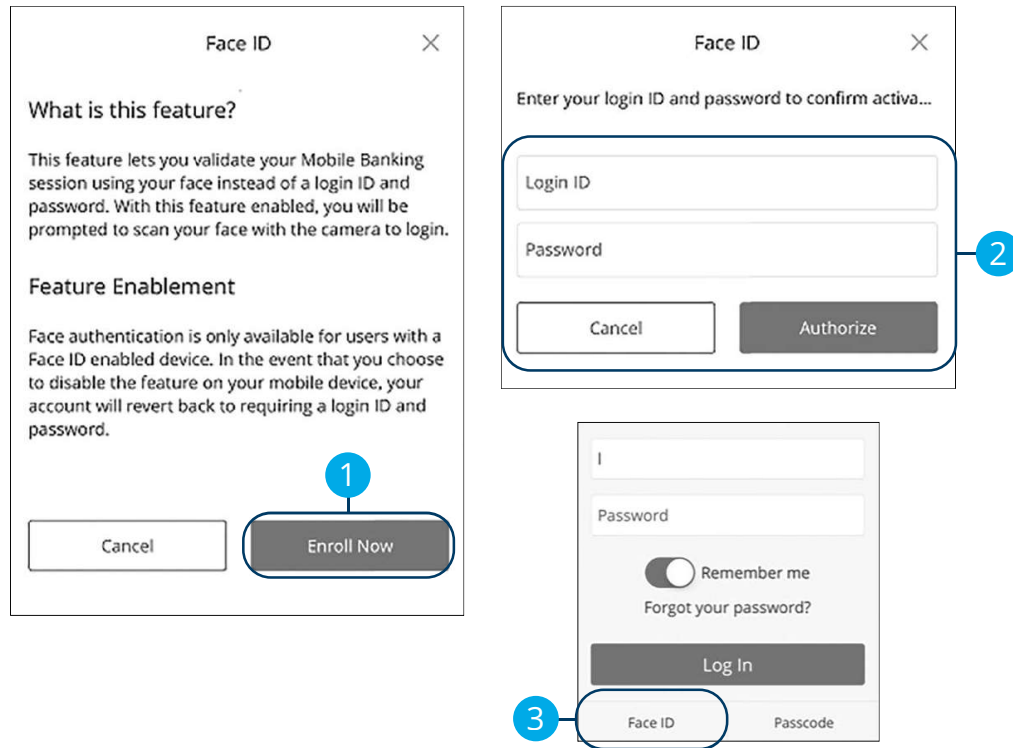 Face ID
What is this feature?
This feature lets you validate your Mobile Banking
session using your face instead of a login ID and
password. With this feature enabled, you will be
prompted to scan your face with the camera to login.
Feature Enablement
Face authentication is only available for users with a
Face ID enabled device. In the event that you choose
to disable the feature on your mobile device, your
account will revert back to requiring a login ID and
password.
1
Cancel Enroll Now
Face ID
Enter your login ID and password to confirm activa...
Login ID
Password
2
Cancel Authorize
I
Password
Remember me
Forgot your password?
Log In
3
Face ID Passcode